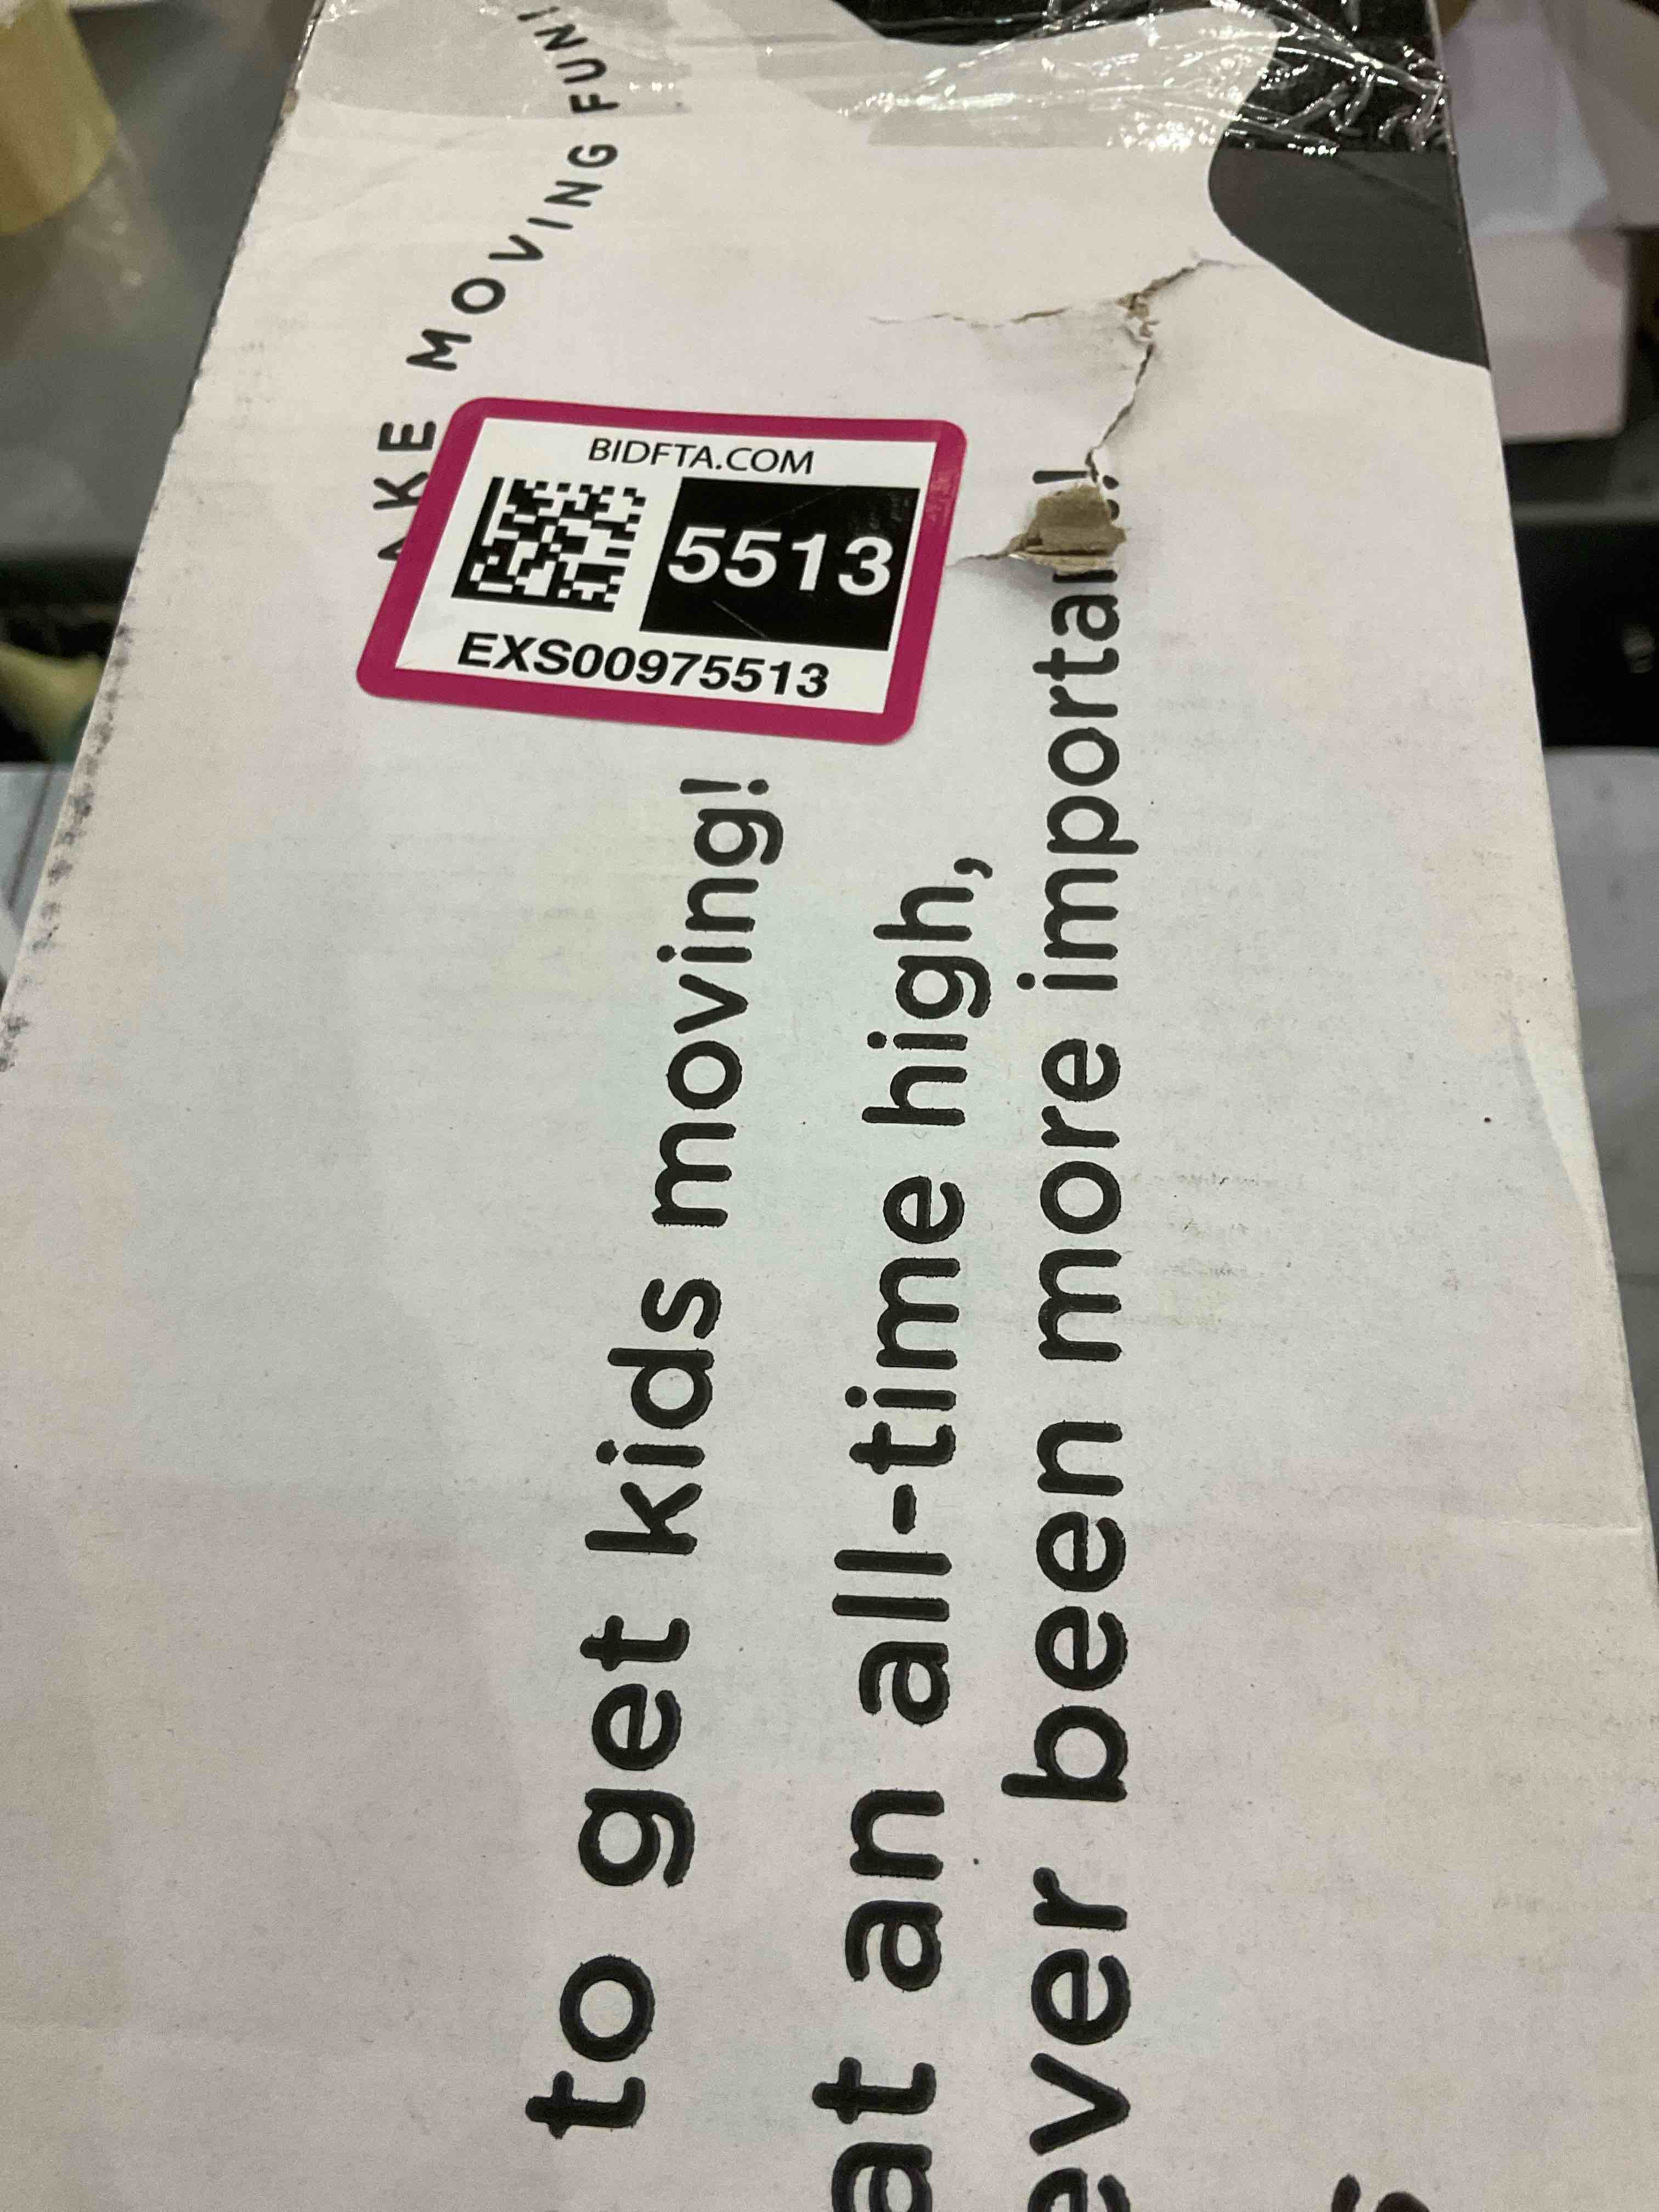 AKE MOVING FUN!
BIDFTA.COM
5513
EXS00975513
to get kids moving!
at an all-time high,
ever been more importa